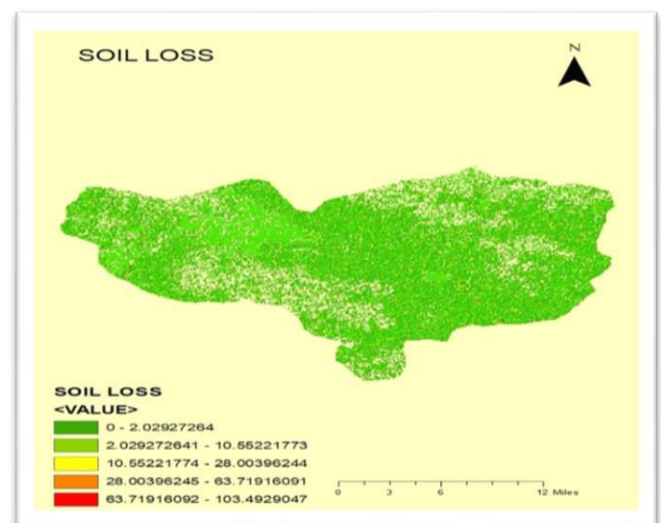 SOIL LOSS
N
SOIL LOSS
<VALUE>
0 - 2.02927264
2.029272641 - 10.55221773
10.55221774 - 28.00396244
28.00396245 - 63.71916091
63.71916092 - 103.4929047
0 3 6 12 Miles